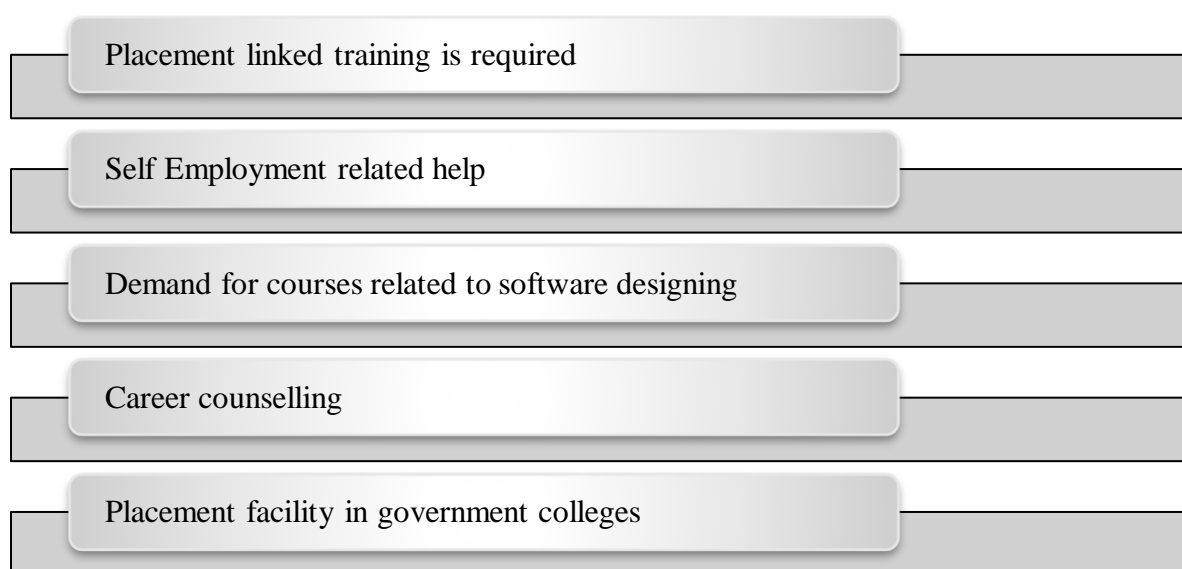 Placement linked training is required
Self Employment related help
Demand for courses related to software designing
Career counselling
Placement facility in government colleges